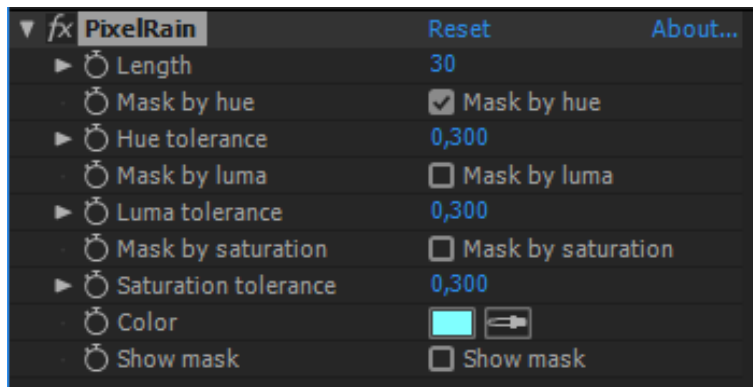 fx PixelRain Reset About...
Length 30
Mask by hue Mask by hue
Hue tolerance 0,300
Mask by luma Mask by luma
Luma tolerance 0,300
Mask by saturation Mask by saturation
Saturation tolerance 0,300
Color
Show mask Show mask